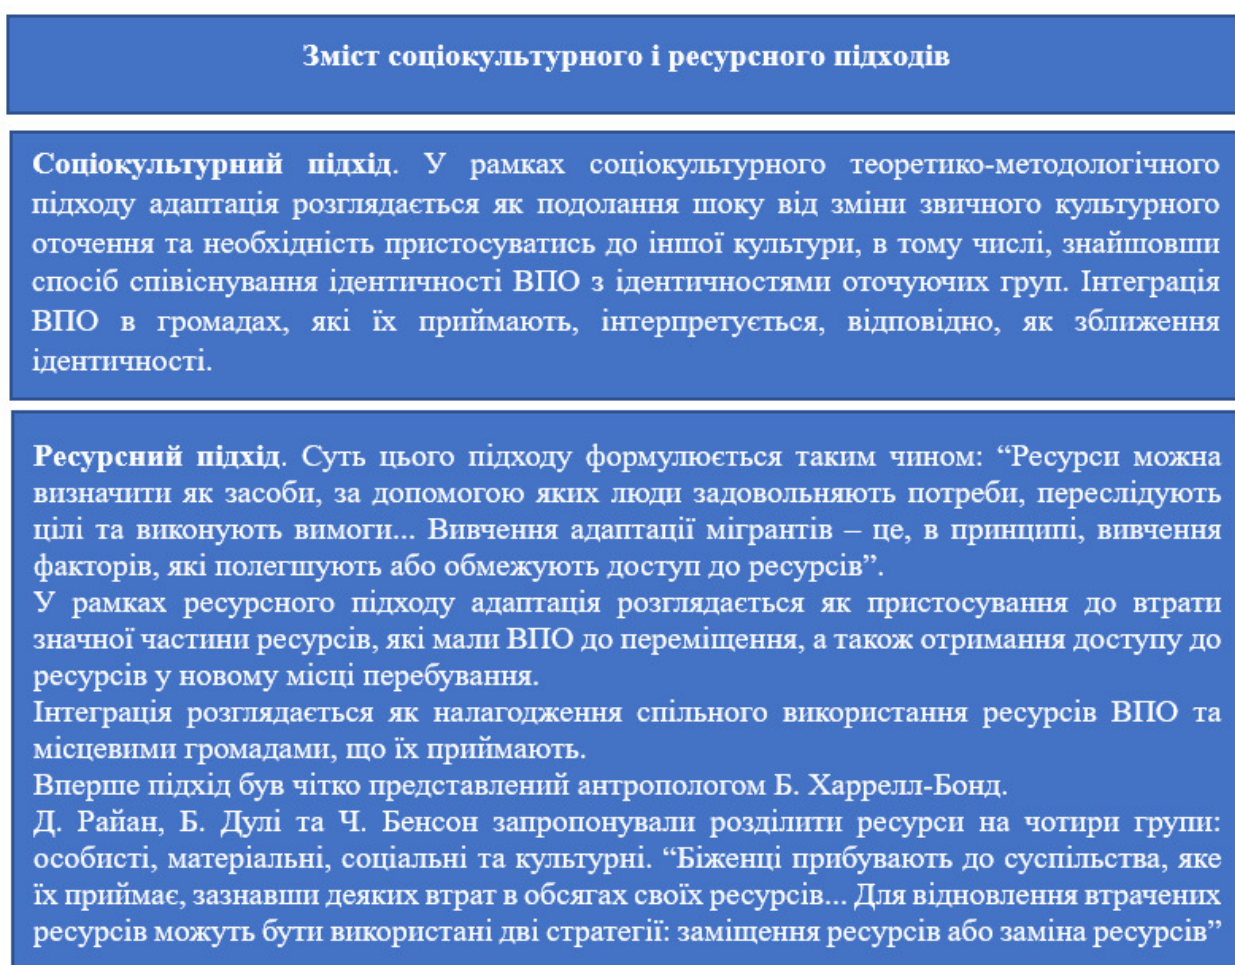 Зміст соціокультурного і ресурсного підходів
Соціокультурний підхід. У рамках соціокультурного теоретико-методологічного
підходу адаптація розглядається як подолання шоку від зміни звичного культурного
оточення та необхідність пристосуватись до іншої культури, в тому числі, знайшовши
спосіб співіснування ідентичності ВПО з ідентичностями оточуючих груп. Інтеграція
ВПО в громадах, які їх приймають, інтерпретується, відповідно, як зближення
ідентичності.
Ресурсний підхід. Суть цього підходу формулюється таким чином: “Ресурси можна
визначити як засоби, за допомогою яких люди задовольняють потреби, переслідують
цілі та виконують вимоги... Вивчення адаптації мігрантів – це, в принципі, вивчення
факторів, які полегшують або обмежують доступ до ресурсів”.
У рамках ресурсного підходу адаптація розглядається як пристосування до втрати
значної частини ресурсів, які мали ВПО до переміщення, а також отримання доступу до
ресурсів у новому місці перебування.
Інтеграція розглядається як налагодження спільного використання ресурсів ВПО та
місцевими громадами, що їх приймають.
Вперше підхід був чітко представлений антропологом Б. Харрелл-Бонд.
Д. Райан, Б. Дулі та Ч. Бенсон запропонували розділити ресурси на чотири групи:
особисті, матеріальні, соціальні та культурні. “Біженці прибувають до суспільства, яке
їх приймає, зазнавши деяких втрат в обсягах своїх ресурсів... Для відновлення втрачених
ресурсів можуть бути використані дві стратегії: заміщення ресурсів або заміна ресурсів”